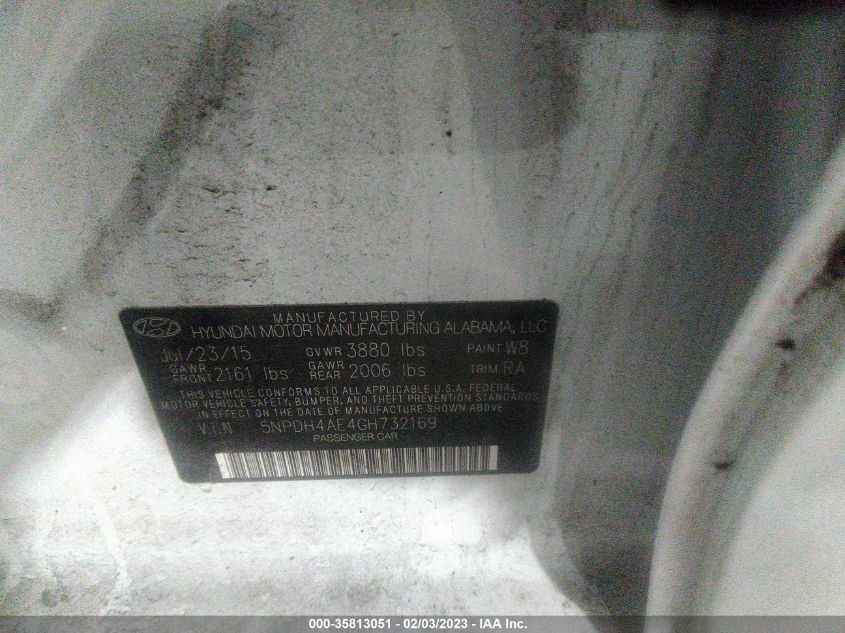 MANUFACTURED BY
HYUNDAI MOTOR MANUFACTURING ALABAMA, LLC
Jul/23/15 GVWR 3880 lbs PAINT W8
GAWR FRONT 2161 lbs GAWR REAR 2006 lbs TRIM RA
THIS VEHICLE CONFORMS TO ALL APPLICABLE U.S.A. FEDERAL
MOTOR VEHICLE SAFETY, BUMPER, AND THEFT PREVENTION STANDARDS
IN EFFECT ON THE DATE OF MANUFACTURE SHOWN ABOVE
V.I.N 5NPDH4AE4GH732169
PASSENGER CAR
000-35813051 - 02/03/2023 - IAA Inc.